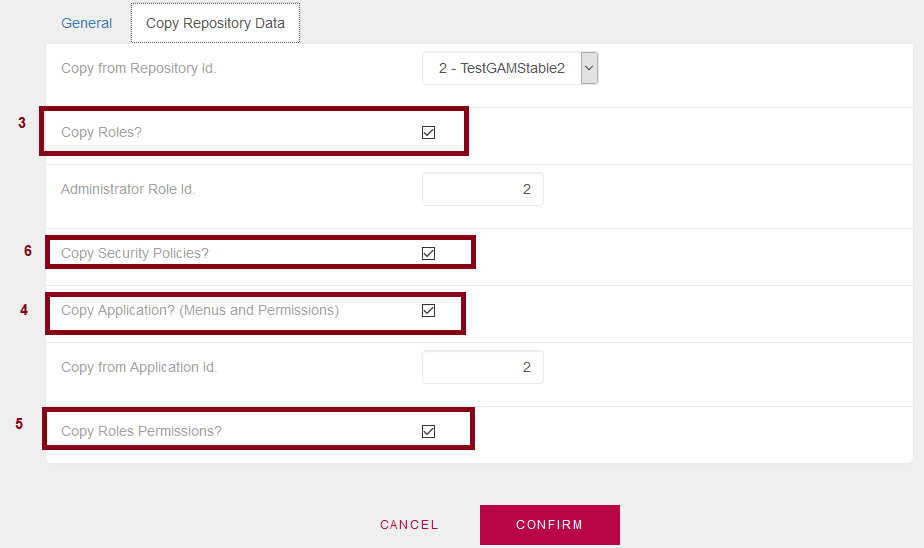 General Copy Repository Data
Copy from Repository Id. 2 - TestGAMStable2
3 Copy Roles?
Administrator Role Id. 2
6 Copy Security Policies?
4 Copy Application? (Menus and Permissions)
Copy from Application Id. 2
5 Copy Roles Permissions?
CANCEL CONFIRM